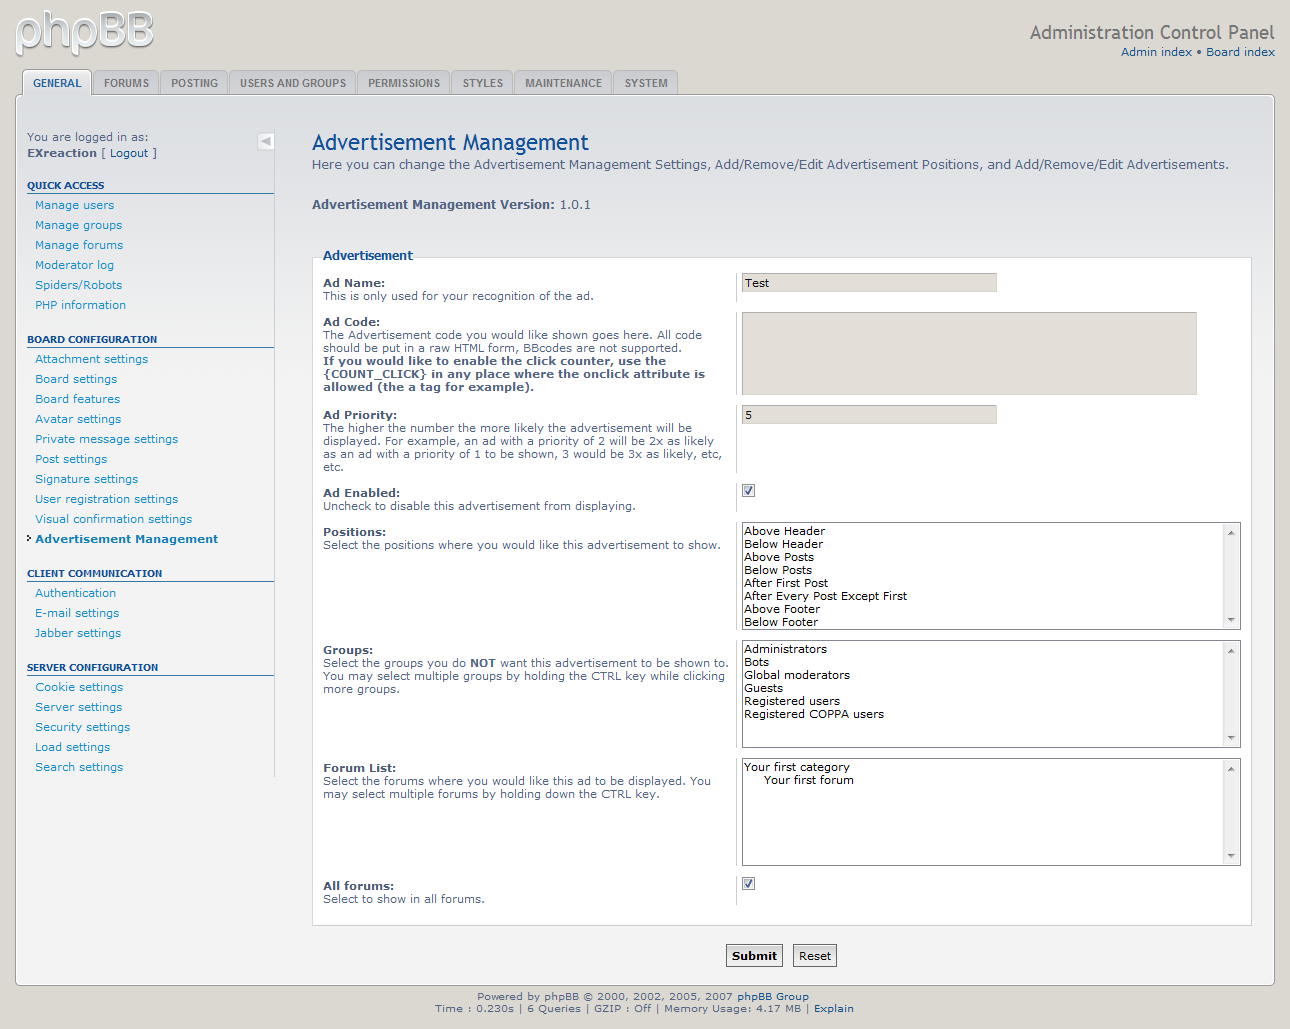 phpBB
Administration Control Panel
Admin index • Board index
GENERAL
FORUMS
POSTING
USERS AND GROUPS
PERMISSIONS
STYLES
MAINTENANCE
SYSTEM
You are logged in as:
EXreaction [ Logout ]
QUICK ACCESS
Manage users
Manage groups
Manage forums
Moderator log
Spiders/Robots
PHP information
BOARD CONFIGURATION
Attachment settings
Board settings
Board features
Avatar settings
Private message settings
Post settings
Signature settings
User registration settings
Visual confirmation settings
Advertisement Management
CLIENT COMMUNICATION
Authentication
E-mail settings
Jabber settings
SERVER CONFIGURATION
Cookie settings
Server settings
Security settings
Load settings
Search settings
Advertisement Management
Here you can change the Advertisement Management Settings, Add/Remove/Edit Advertisement Positions, and Add/Remove/Edit Advertisements.
Advertisement Management Version: 1.0.1
Advertisement
Ad Name:
This is only used for your recognition of the ad.
Test
Ad Code:
The Advertisement code you would like shown goes here. All code
should be put in a raw HTML form, BBcodes are not supported.
If you would like to enable the click counter, use the
{COUNT_CLICK} in any place where the onclick attribute is
allowed (the a tag for example).
Ad Priority:
The higher the number the more likely the advertisement will be
displayed. For example, an ad with a priority of 2 will be 2x as likely
as an ad with a priority of 1 to be shown, 3 would be 3x as likely, etc,
etc.
5
Ad Enabled:
Uncheck to disable this advertisement from displaying.
Positions:
Select the positions where you would like this advertisement to show.
Above Header
Below Header
Above Posts
Below Posts
After First Post
After Every Post Except First
Above Footer
Below Footer
Groups:
Select the groups you do NOT want this advertisement to be shown to.
You may select multiple groups by holding the CTRL key while clicking
more groups.
Administrators
Bots
Global moderators
Guests
Registered users
Registered COPPA users
Forum List:
Select the forums where you would like this ad to be displayed. You
may select multiple forums by holding down the CTRL key.
Your first category
Your first forum
All forums:
Select to show in all forums.
Submit
Reset
Powered by phpBB © 2000, 2002, 2005, 2007 phpBB Group
Time : 0.230s | 6 Queries | GZIP : Off | Memory Usage: 4.17 MB | Explain